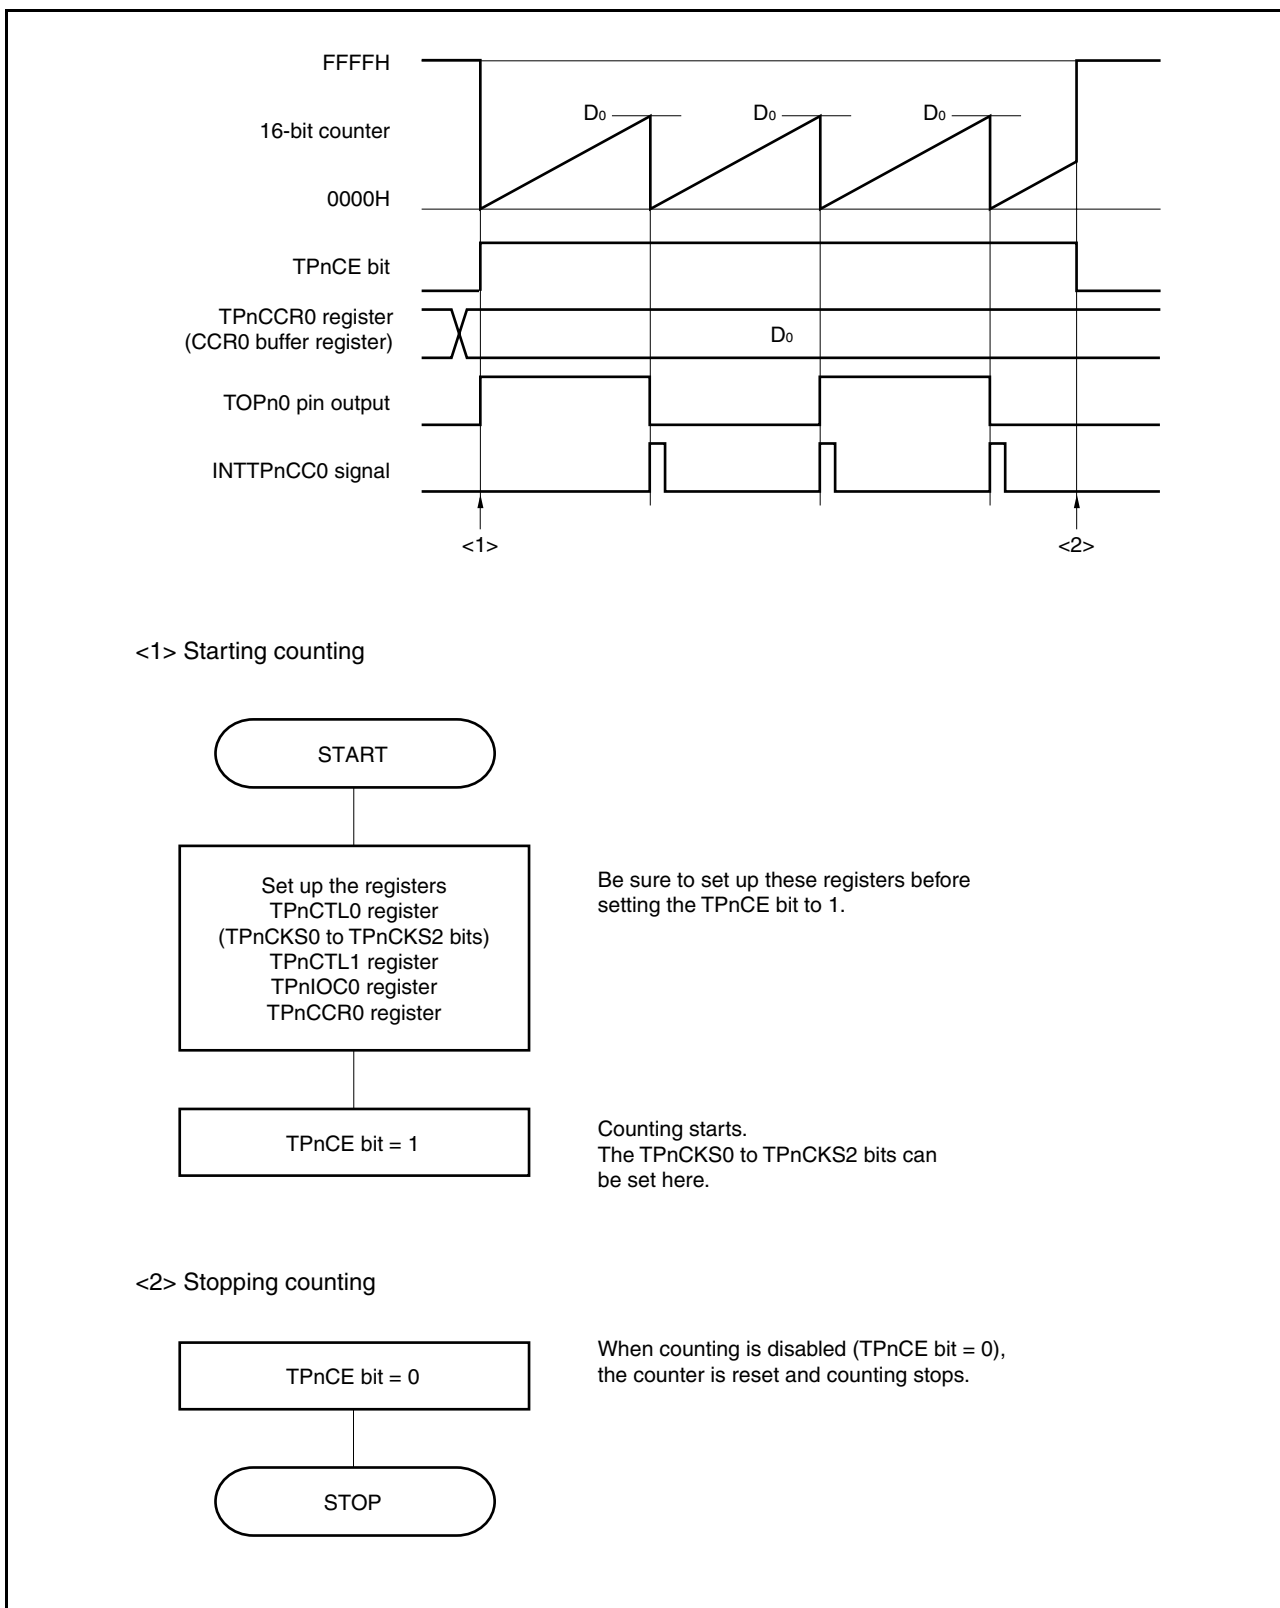 FFFFH
D0 D0 D0
16-bit counter
0000H
TPnCE bit
TPnCCR0 register
(CCR0 buffer register)
D0
TOPn0 pin output
INTTPnCC0 signal
<1> <2>
<1> Starting counting
START
Set up the registers
TPnCTL0 register
(TPnCKS0 to TPnCKS2 bits)
TPnCTL1 register
TPnIOC0 register
TPnCCR0 register
Be sure to set up these registers before
setting the TPnCE bit to 1.
TPnCE bit = 1
Counting starts.
The TPnCKS0 to TPnCKS2 bits can
be set here.
<2> Stopping counting
TPnCE bit = 0
When counting is disabled (TPnCE bit = 0),
the counter is reset and counting stops.
STOP